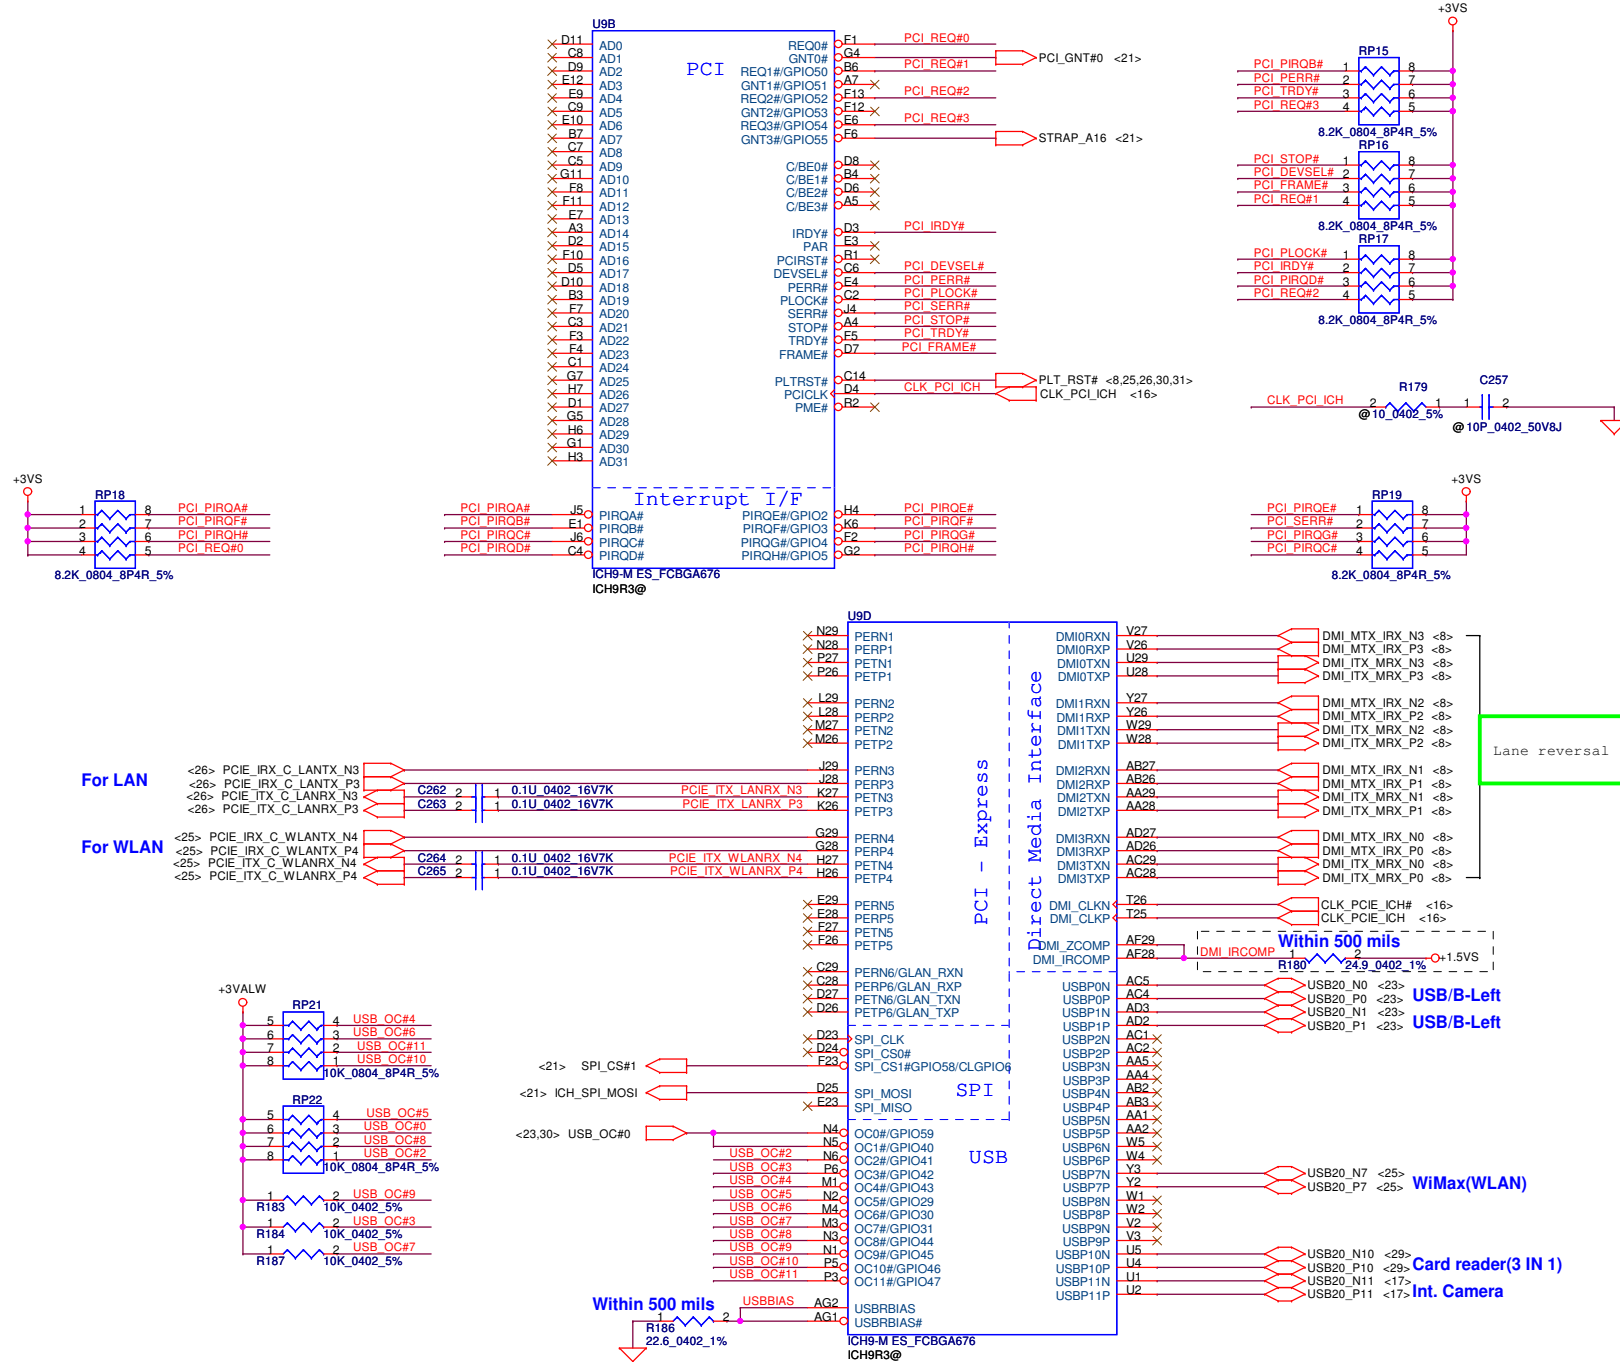 U9B
PCI
D11 AD0
C8 AD1
D9 AD2
E12 AD3
E9 AD4
C9 AD5
E10 AD6
B7 AD7
C7 AD8
C5 AD9
G11 AD10
F8 AD11
F11 AD12
E7 AD13
A3 AD14
D2 AD15
F10 AD16
D5 AD17
D10 AD18
B3 AD19
F7 AD20
C3 AD21
F3 AD22
F4 AD23
C1 AD24
G7 AD25
H7 AD26
D1 AD27
G5 AD28
H6 AD29
G1 AD30
H3 AD31
REQ0# F1 PCI_REQ#0
GNT0# G4 PCI_GNT#0 <21>
REQ1#/GPIO50 B6 PCI_REQ#1
GNT1#/GPIO51 A7
REQ2#/GPIO52 F13 PCI_REQ#2
GNT2#/GPIO53 F12
REQ3#/GPIO54 E6 PCI_REQ#3
GNT3#/GPIO55 F6 STRAP_A16 <21>
C/BE0# D8
C/BE1# B4
C/BE2# D6
C/BE3# A5
IRDY# D3 PCI_IRDY#
PAR E3
PCIRST# R1
DEVSEL# C6 PCI_DEVSEL#
PERR# E4 PCI_PERR#
PLOCK# C2 PCI_PLOCK#
SERR# J4 PCI_SERR#
STOP# A4 PCI_STOP#
TRDY# F5 PCI_TRDY#
FRAME# D7 PCI_FRAME#
PLTRST# C14 PLT_RST# <8,25,26,30,31>
PCICLK D4 CLK_PCI_ICH CLK_PCI_ICH <16>
PME# R2
Interrupt I/F
PCI_PIRQA# J5 PIRQA#
PCI_PIRQB# E1 PIRQB#
PCI_PIRQC# J6 PIRQC#
PCI_PIRQD# C4 PIRQD#
PIRQE#/GPIO2 H4 PCI_PIRQE#
PIRQF#/GPIO3 K6 PCI_PIRQF#
PIRQG#/GPIO4 F2 PCI_PIRQG#
PIRQH#/GPIO5 G2 PCI_PIRQH#
ICH9-M ES_FCBGA676
ICH9R3@
+3VS
RP15
PCI_PIRQB# 1 8
PCI_PERR# 2 7
PCI_TRDY# 3 6
PCI_REQ#3 4 5
8.2K_0804_8P4R_5%
RP16
PCI_STOP# 1 8
PCI_DEVSEL# 2 7
PCI_FRAME# 3 6
PCI_REQ#1 4 5
8.2K_0804_8P4R_5%
RP17
PCI_PLOCK# 1 8
PCI_IRDY# 2 7
PCI_PIRQD# 3 6
PCI_REQ#2 4 5
8.2K_0804_8P4R_5%
R179 C257
CLK_PCI_ICH 2 1 1 2
@ 10_0402_5%
@ 10P_0402_50V8J
+3VS
RP18
1 8 PCI_PIRQA#
2 7 PCI_PIRQF#
3 6 PCI_PIRQH#
4 5 PCI_REQ#0
8.2K_0804_8P4R_5%
+3VS
RP19
PCI_PIRQE# 1 8
PCI_SERR# 2 7
PCI_PIRQG# 3 6
PCI_PIRQC# 4 5
8.2K_0804_8P4R_5%
U9D
PCI - Express
Direct Media Interface
N29 PERN1
N28 PERP1
P27 PETN1
P26 PETP1
L29 PERN2
L28 PERP2
M27 PETN2
M26 PETP2
For LAN
<26> PCIE_IRX_C_LANTX_N3 J29 PERN3
<26> PCIE_IRX_C_LANTX_P3 J28 PERP3
<26> PCIE_ITX_C_LANRX_N3 C262 2 1 0.1U_0402_16V7K PCIE_ITX_LANRX_N3 K27 PETN3
<26> PCIE_ITX_C_LANRX_P3 C263 2 1 0.1U_0402_16V7K PCIE_ITX_LANRX_P3 K26 PETP3
For WLAN
<25> PCIE_IRX_C_WLANTX_N4 G29 PERN4
<25> PCIE_IRX_C_WLANTX_P4 G28 PERP4
<25> PCIE_ITX_C_WLANRX_N4 C264 2 1 0.1U_0402_16V7K PCIE_ITX_WLANRX_N4 H27 PETN4
<25> PCIE_ITX_C_WLANRX_P4 C265 2 1 0.1U_0402_16V7K PCIE_ITX_WLANRX_P4 H26 PETP4
E29 PERN5
E28 PERP5
F27 PETN5
F26 PETP5
C29 PERN6/GLAN_RXN
C28 PERP6/GLAN_RXP
D27 PETN6/GLAN_TXN
D26 PETP6/GLAN_TXP
D23 SPI_CLK
D24 SPI_CS0#
<21> SPI_CS#1 F23 SPI_CS1#GPIO58/CLGPIO6
SPI
<21> ICH_SPI_MOSI D25 SPI_MOSI
E23 SPI_MISO
USB
<23,30> USB_OC#0 N4 OC0#/GPIO59
N5 OC1#/GPIO40
USB_OC#2 N6 OC2#/GPIO41
USB_OC#3 P6 OC3#/GPIO42
USB_OC#4 M1 OC4#/GPIO43
USB_OC#5 N2 OC5#/GPIO29
USB_OC#6 M4 OC6#/GPIO30
USB_OC#7 M3 OC7#/GPIO31
USB_OC#8 N3 OC8#/GPIO44
USB_OC#9 N1 OC9#/GPIO45
USB_OC#10 P5 OC10#/GPIO46
USB_OC#11 P3 OC11#/GPIO47
Within 500 mils
USBBIAS AG2 USBRBIAS
1 2 AG1 USBRBIAS#
R186
22.6_0402_1%
ICH9-M ES_FCBGA676
ICH9R3@
DMI0RXN V27 DMI_MTX_IRX_N3 <8>
DMI0RXP V26 DMI_MTX_IRX_P3 <8>
DMI0TXN U29 DMI_ITX_MRX_N3 <8>
DMI0TXP U28 DMI_ITX_MRX_P3 <8>
DMI1RXN Y27 DMI_MTX_IRX_N2 <8>
DMI1RXP Y26 DMI_MTX_IRX_P2 <8>
DMI1TXN W29 DMI_ITX_MRX_N2 <8>
DMI1TXP W28 DMI_ITX_MRX_P2 <8>
Lane reversal
DMI2RXN AB27 DMI_MTX_IRX_N1 <8>
DMI2RXP AB26 DMI_MTX_IRX_P1 <8>
DMI2TXN AA29 DMI_ITX_MRX_N1 <8>
DMI2TXP AA28 DMI_ITX_MRX_P1 <8>
DMI3RXN AD27 DMI_MTX_IRX_N0 <8>
DMI3RXP AD26 DMI_MTX_IRX_P0 <8>
DMI3TXN AC29 DMI_ITX_MRX_N0 <8>
DMI3TXP AC28 DMI_ITX_MRX_P0 <8>
DMI_CLKN T26 CLK_PCIE_ICH# <16>
DMI_CLKP T25 CLK_PCIE_ICH <16>
DMI_ZCOMP AF29
DMI_IRCOMP AF28
Within 500 mils
DMI_IRCOMP 1 2 +1.5VS
R180 24.9_0402_1%
USBP0N AC5 USB20_N0 <23>
USBP0P AC4 USB20_P0 <23> USB/B-Left
USBP1N AD3 USB20_N1 <23>
USBP1P AD2 USB20_P1 <23> USB/B-Left
USBP2N AC1
USBP2P AC2
USBP3N AA5
USBP3P AA4
USBP4N AB2
USBP4P AB3
USBP5N AA1
USBP5P AA2
USBP6N W5
USBP6P W4
USBP7N Y3 USB20_N7 <25>
USBP7P Y2 USB20_P7 <25> WiMax(WLAN)
USBP8N W1
USBP8P W2
USBP9N V2
USBP9P V3
USBP10N U5 USB20_N10 <29>
USBP10P U4 USB20_P10 <29> Card reader(3 IN 1)
USBP11N U1 USB20_N11 <17>
USBP11P U2 USB20_P11 <17> Int. Camera
+3VALW
RP21
5 4 USB_OC#4
6 3 USB_OC#6
7 2 USB_OC#11
8 1 USB_OC#10
10K_0804_8P4R_5%
RP22
5 4 USB_OC#5
6 3 USB_OC#0
7 2 USB_OC#8
8 1 USB_OC#2
10K_0804_8P4R_5%
1 2 USB_OC#9
R183 10K_0402_5%
1 2 USB_OC#3
R184 10K_0402_5%
1 2 USB_OC#7
R187 10K_0402_5%